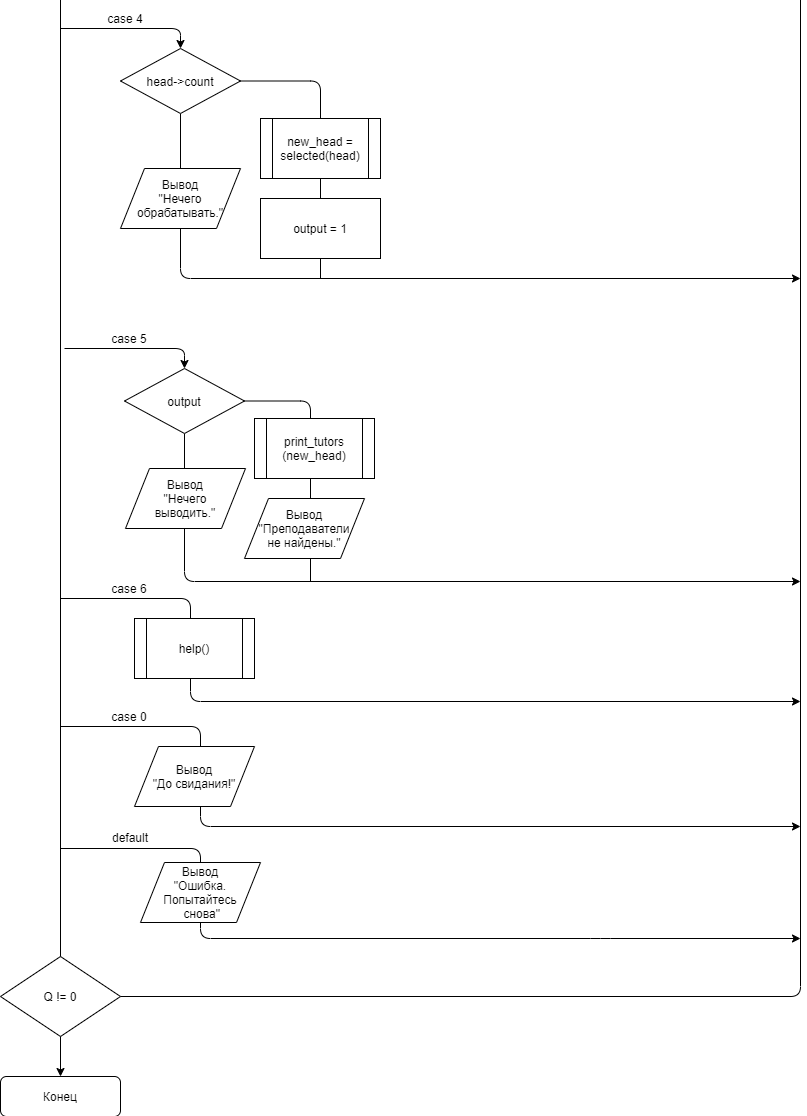 case 4
head->count
new_head =
selected(head)
Вывод
"Нечего
обрабатывать."
output = 1
case 5
output
print_tutors
(new_head)
Вывод
"Нечего
выводить."
Вывод
"Преподаватели
не найдены."
case 6
help()
case 0
Вывод
"До свидания!"
default
Вывод
"Ошибка.
Попытайтесь
снова"
Q != 0
Конец